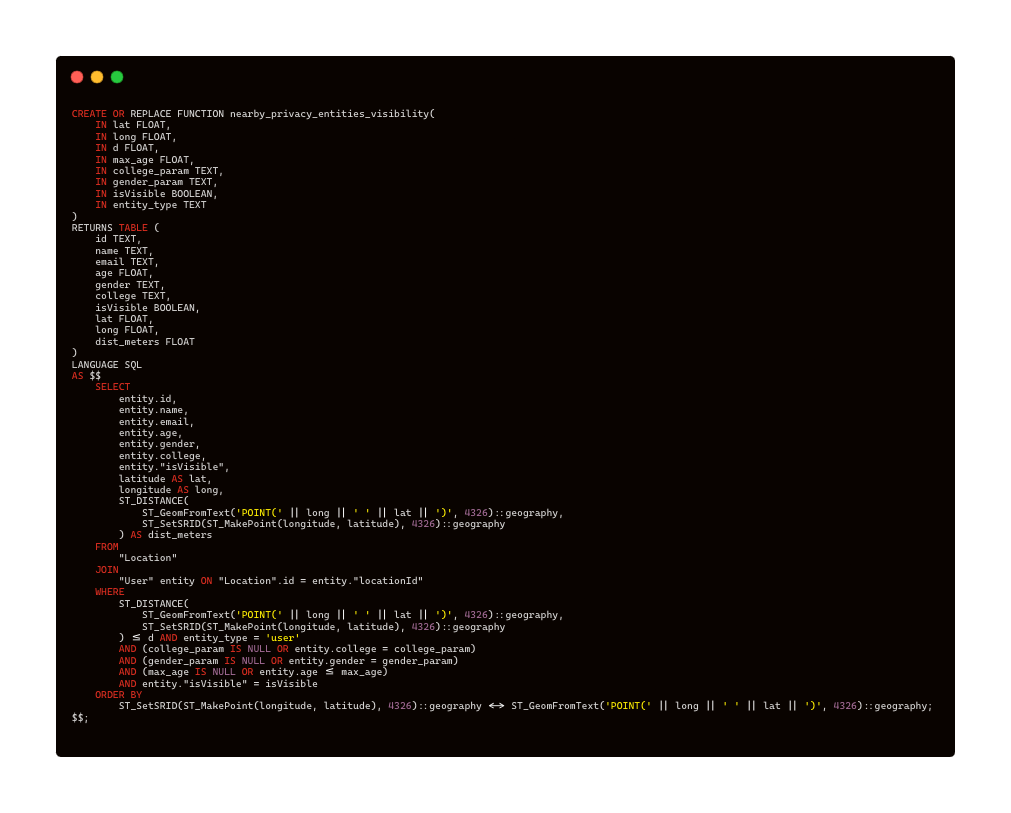 CREATE OR REPLACE FUNCTION nearby_privacy_entities_visibility(
    IN lat FLOAT,
    IN long FLOAT,
    IN d FLOAT,
    IN max_age FLOAT,
    IN college_param TEXT,
    IN gender_param TEXT,
    IN isVisible BOOLEAN,
    IN entity_type TEXT
)
RETURNS TABLE (
    id TEXT,
    name TEXT,
    email TEXT,
    age FLOAT,
    gender TEXT,
    college TEXT,
    isVisible BOOLEAN,
    lat FLOAT,
    long FLOAT,
    dist_meters FLOAT
)
LANGUAGE SQL
AS $$
    SELECT
        entity.id,
        entity.name,
        entity.email,
        entity.age,
        entity.gender,
        entity.college,
        entity."isVisible",
        latitude AS lat,
        longitude AS long,
        ST_DISTANCE(
            ST_GeomFromText('POINT(' || long || ' ' || lat || ')', 4326)::geography,
            ST_SetSRID(ST_MakePoint(longitude, latitude), 4326)::geography
        ) AS dist_meters
    FROM
        "Location"
    JOIN
        "User" entity ON "Location".id = entity."locationId"
    WHERE
        ST_DISTANCE(
            ST_GeomFromText('POINT(' || long || ' ' || lat || ')', 4326)::geography,
            ST_SetSRID(ST_MakePoint(longitude, latitude), 4326)::geography
        ) <= d AND entity_type = 'user'
        AND (college_param IS NULL OR entity.college = college_param)
        AND (gender_param IS NULL OR entity.gender = gender_param)
        AND (max_age IS NULL OR entity.age <= max_age)
        AND entity."isVisible" = isVisible
    ORDER BY
        ST_SetSRID(ST_MakePoint(longitude, latitude), 4326)::geography <-> ST_GeomFromText('POINT(' || long || ' ' || lat || ')', 4326)::geography;
$$;